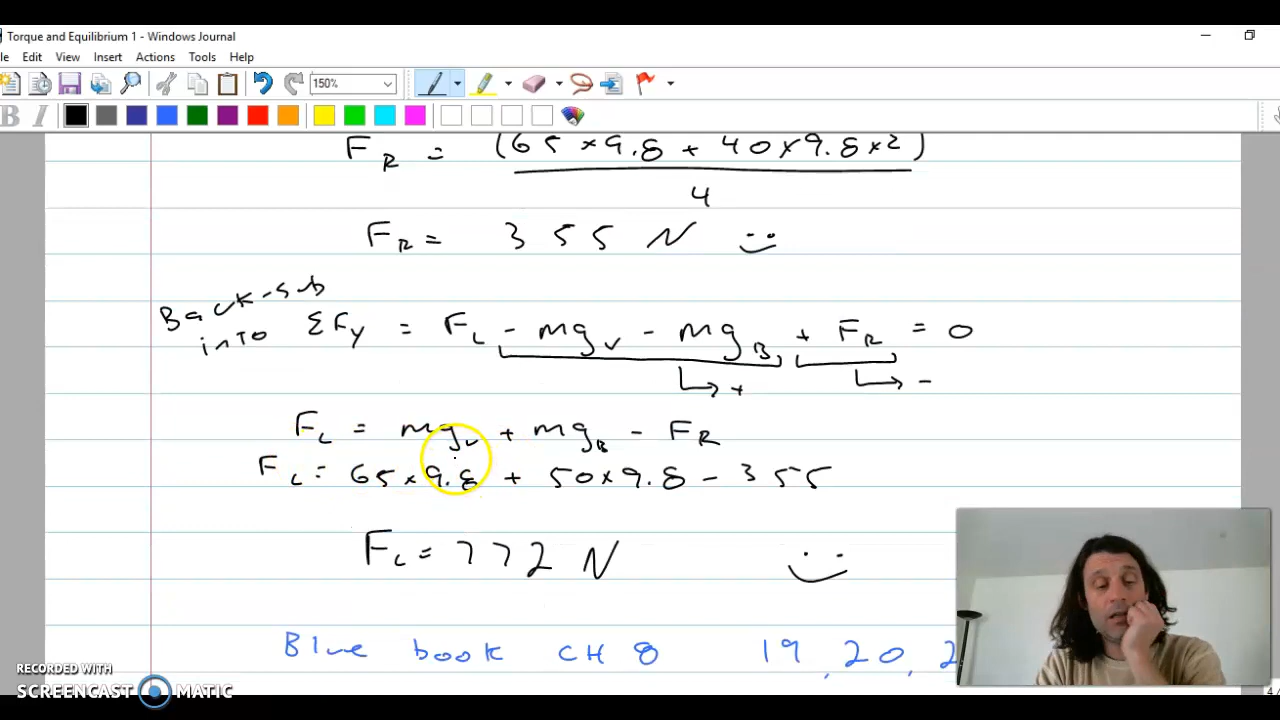 Torque and Equilibrium 1 - Windows Journal
le Edit View Insert Actions Tools Help
150%
B I
F_R = (65 × 9.8 + 40 × 9.8 × 2)
4
F_R = 355 N
Back-sub
into ΣFy = F_L - mg_v - mg_B + F_R = 0
+ -
F_L = mg_v + mg_B - F_R
F_L = 65 × 9.8 + 50 × 9.8 - 355
F_L = 772 N
Blue book CH 8 19, 20, 2
RECORDED WITH
SCREENCAST MATIC
4 /